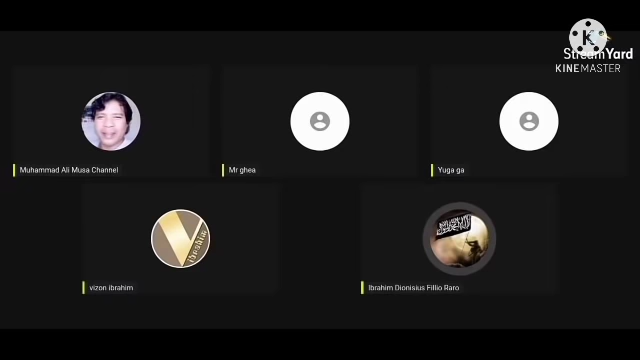 StreamYard
K
KINEMASTER
Muhammad Ali Musa Channel
Mr ghea
Yuga ga
vizon ibrahim
Ibrahim Dionisius Fillio Raro